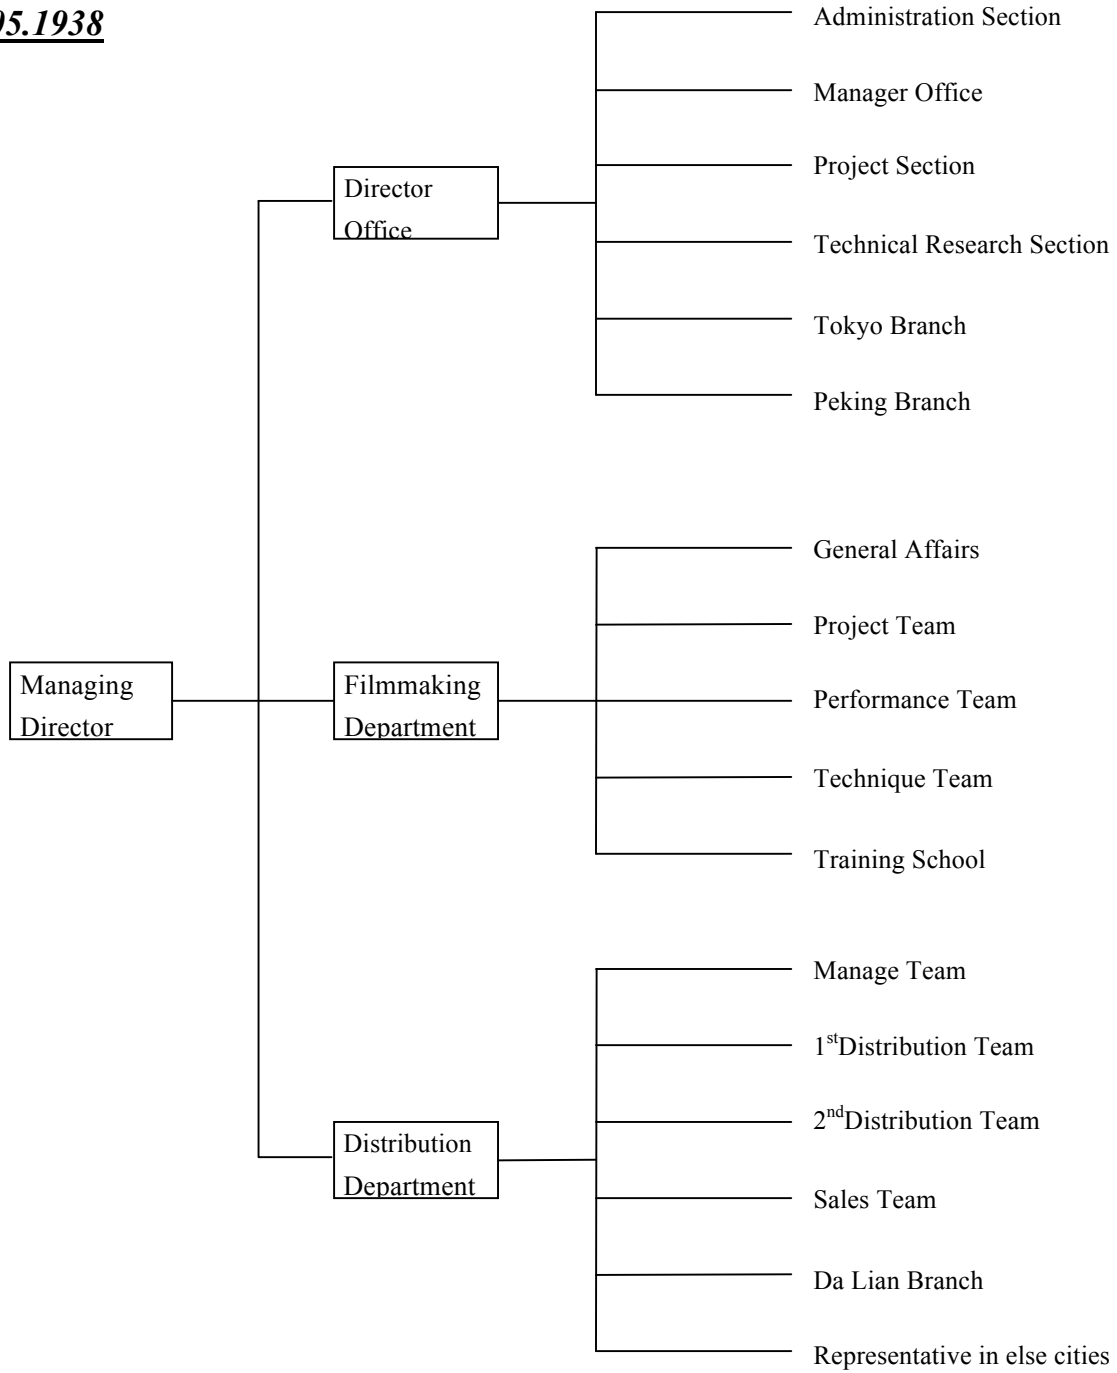 05.1938
Administration Section
Manager Office
Project Section
Director
Office
Technical Research Section
Tokyo Branch
Peking Branch
General Affairs
Project Team
Managing
Director
Filmmaking
Department
Performance Team
Technique Team
Training School
Manage Team
1stDistribution Team
2ndDistribution Team
Distribution
Department
Sales Team
Da Lian Branch
Representative in else cities